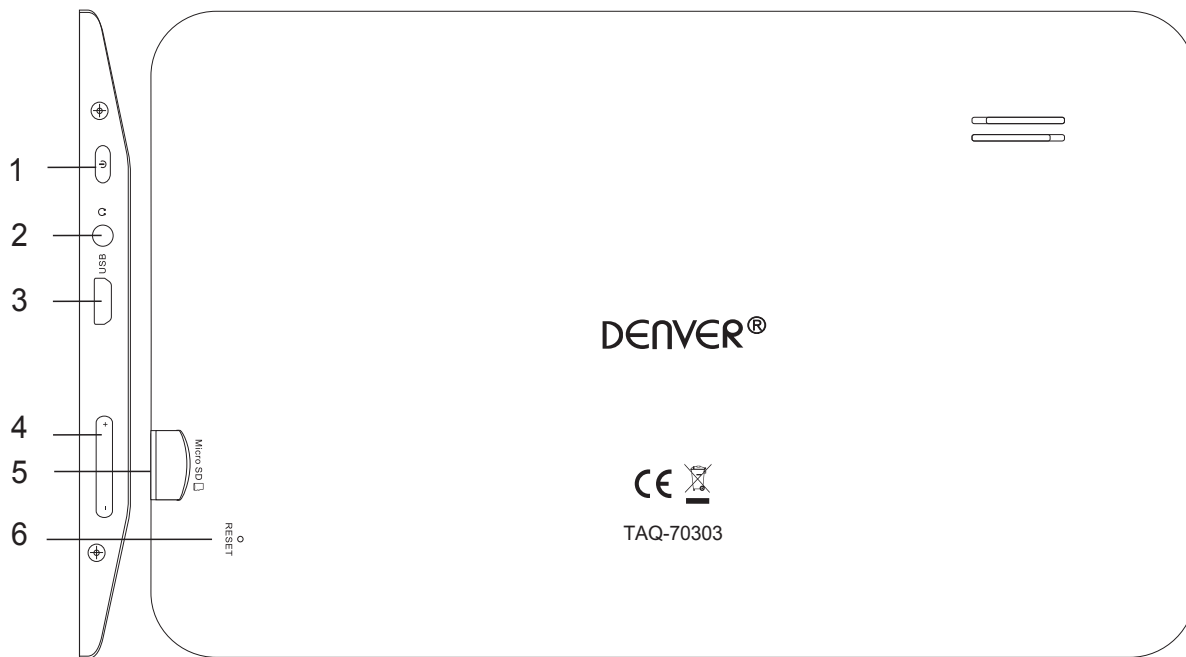 1
2
USB
3
4
+
-
5
Micro SD
6
RESET
DENVER®
CE
TAQ-70303